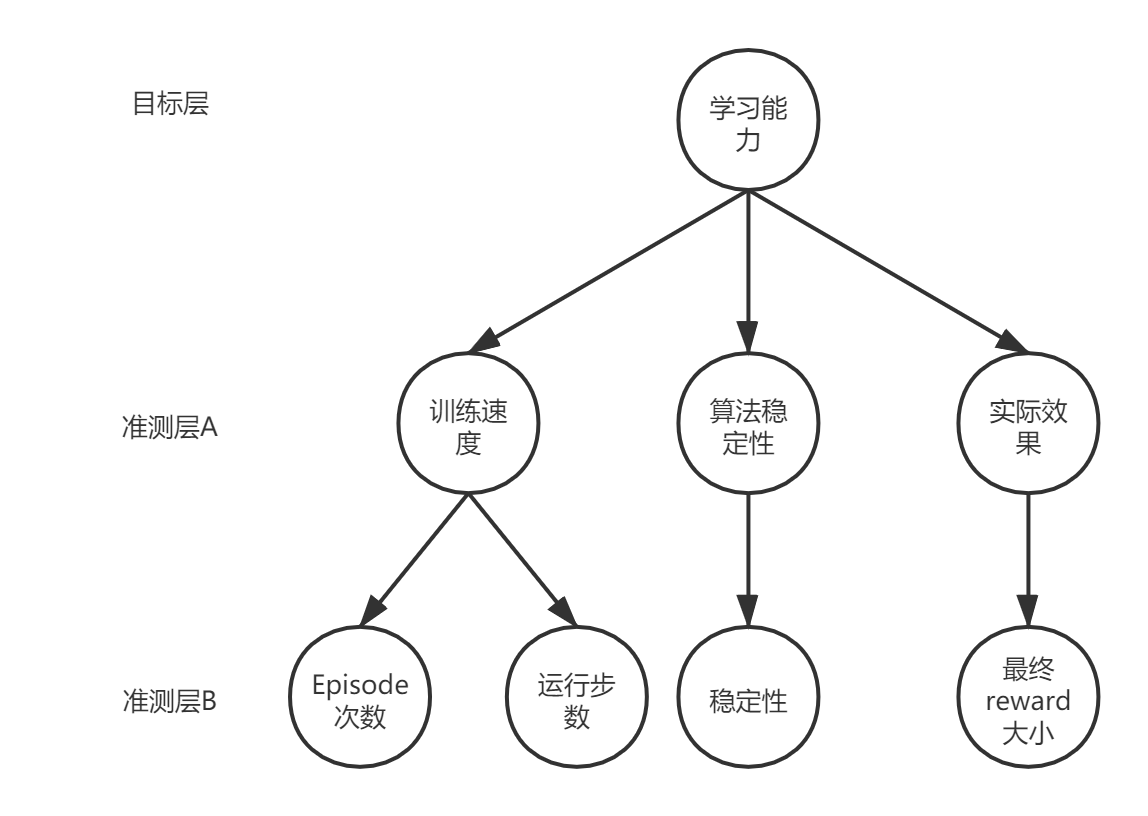 目标层
学习能
力
准测层A
训练速
度
算法稳
定性
实际效
果
准测层B
Episode
次数
运行步
数
稳定性
最终
reward
大小